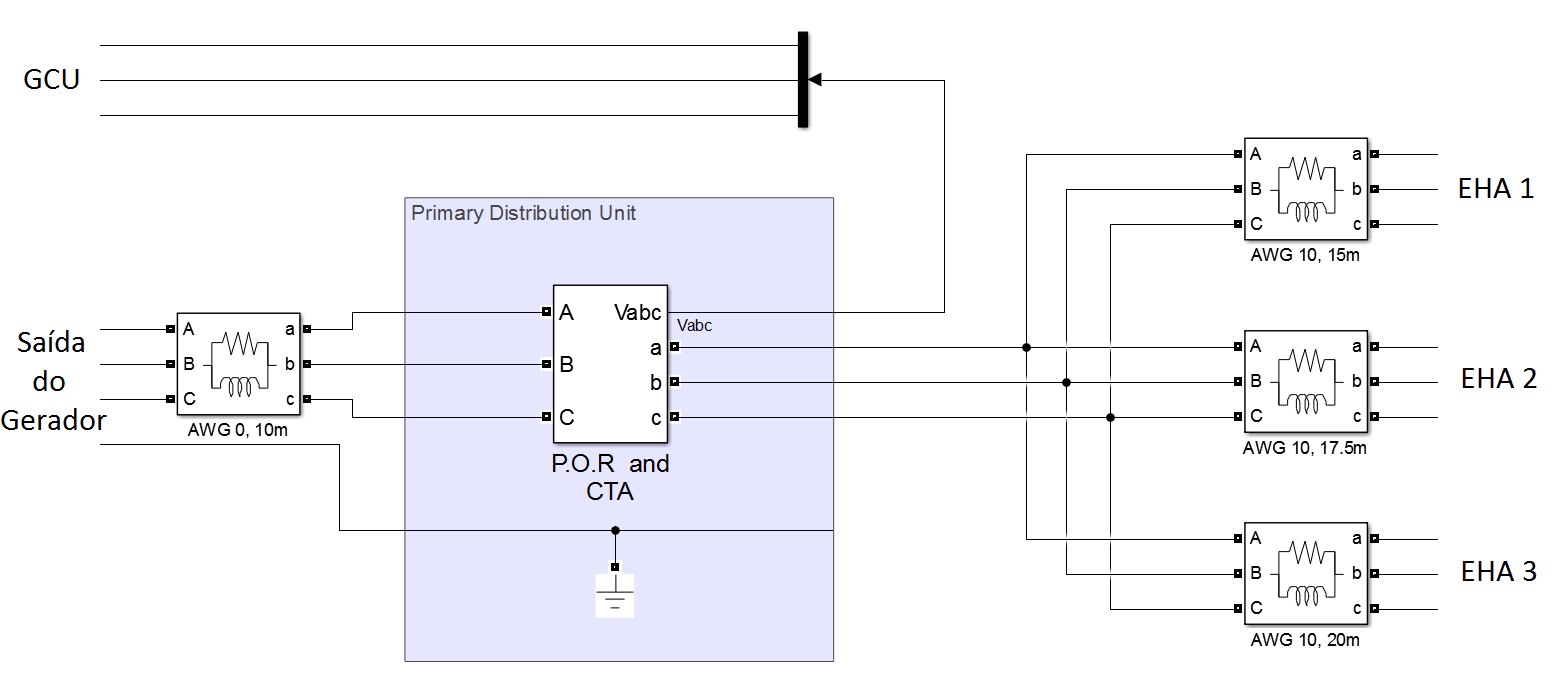 GCU
Primary Distribution Unit
Saída
do
Gerador
A
B
C
a
b
c
AWG 0, 10m
A
B
C
Vabc
a
b
c
Vabc
P.O.R and
CTA
A
B
C
a
b
c
AWG 10, 15m
EHA 1
A
B
C
a
b
c
AWG 10, 17.5m
EHA 2
A
B
C
a
b
c
AWG 10, 20m
EHA 3